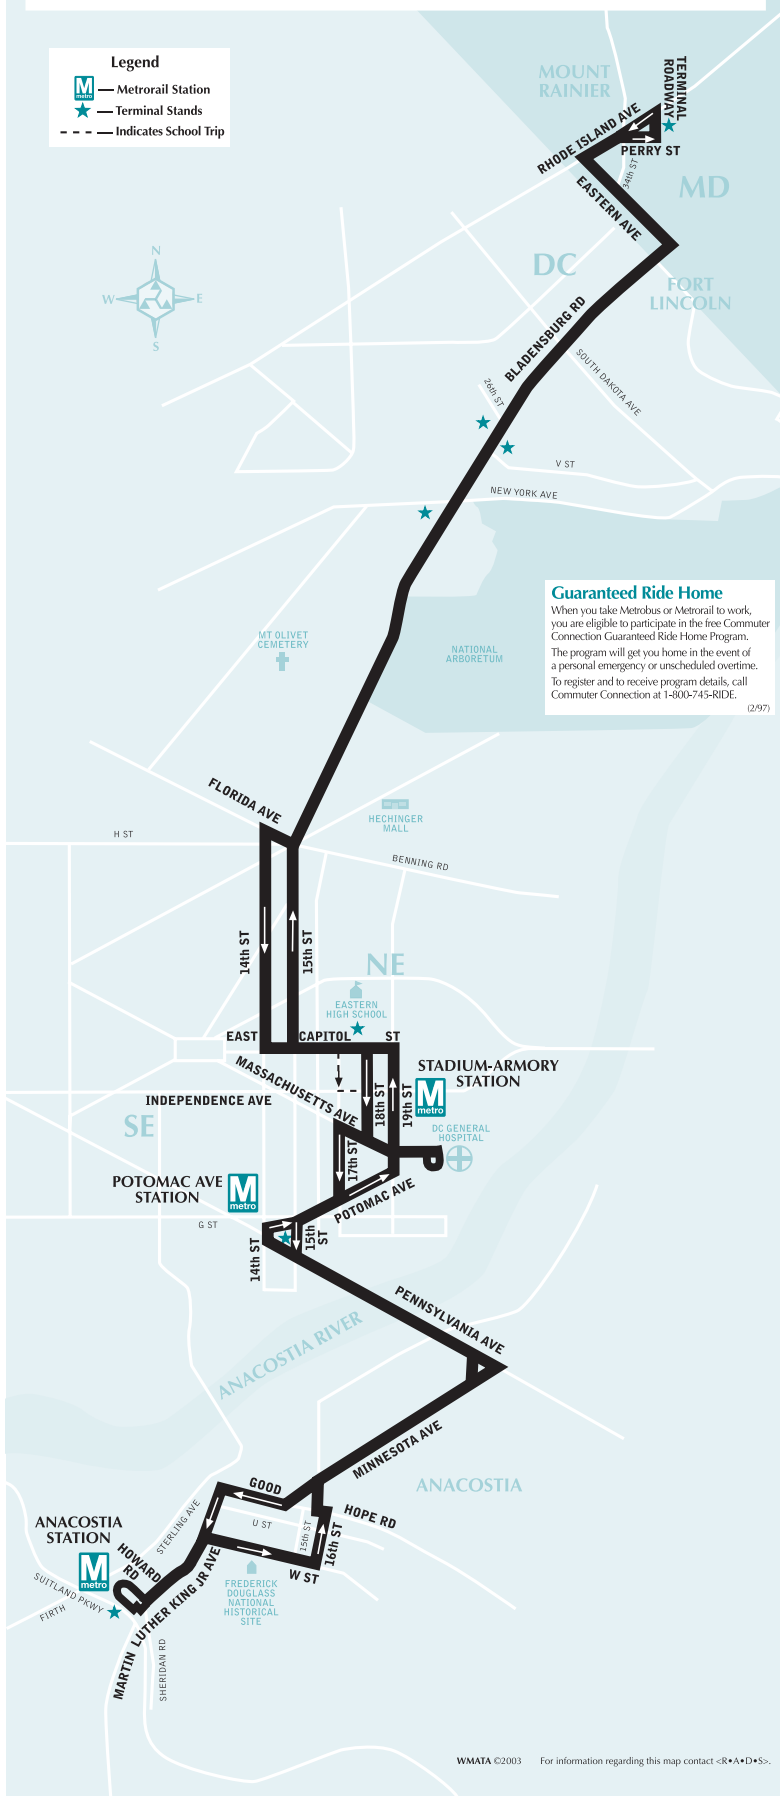 Legend
M
metro
Metrorail Station
Terminal Stands
Indicates School Trip
MOUNT
RAINIER
TERMINAL
ROADWAY
RHODE ISLAND AVE
PERRY ST
34th ST
EASTERN AVE
MD
DC
FORT
LINCOLN
N
W
E
S
BLADENSBURG RD
SOUTH DAKOTA AVE
26th ST
V ST
NEW YORK AVE
Guaranteed Ride Home
When you take Metrobus or Metrorail to work,
you are eligible to participate in the free Commuter
Connection Guaranteed Ride Home Program.
The program will get you home in the event of
a personal emergency or unscheduled overtime.
To register and to receive program details, call
Commuter Connection at 1-800-745-RIDE.
(2/97)
MT OLIVET
CEMETERY
NATIONAL
ARBORETUM
FLORIDA AVE
HECHINGER
MALL
H ST
BENNING RD
14th ST
15th ST
NE
EASTERN
HIGH SCHOOL
EAST CAPITOL ST
MASSACHUSETTS AVE
STADIUM-ARMORY
STATION
M
metro
18th ST
19th ST
INDEPENDENCE AVE
SE
DC GENERAL
HOSPITAL
17th ST
POTOMAC AVE
STATION
M
metro
POTOMAC AVE
G ST
14th ST
15th
ST
PENNSYLVANIA AVE
ANACOSTIA RIVER
MINNESOTA AVE
ANACOSTIA
GOOD
HOPE RD
U ST
15th ST
16th ST
W ST
STERLING AVE
ANACOSTIA
STATION
M
metro
HOWARD
RD
SUITLAND PKWY
FIRTH
MARTIN LUTHER KING JR AVE
FREDERICK
DOUGLASS
NATIONAL
HISTORICAL
SITE
SHERIDAN RD
WMATA ©2003 For information regarding this map contact <R•A•D•S>.